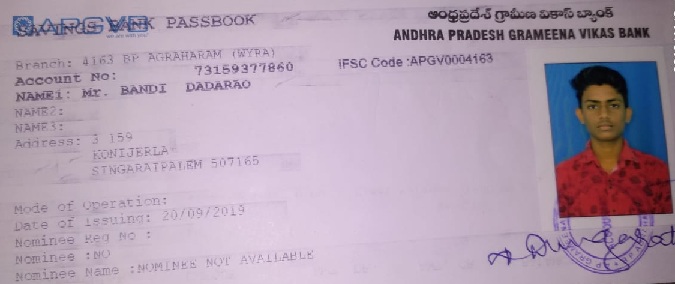 APGVB
SAVINGS BANK PASSBOOK
ఆంధ్రప్రదేశ్ గ్రామీణ వికాస్ బ్యాంక్
ANDHRA PRADESH GRAMEENA VIKAS BANK
Branch: 4163 BP AGRAHARAM (WYRA)
IFSC Code :APGV0004163
Account No: 73159377860
NAME1: Mr. BANDI DADARAO
NAME2:
NAME3:
Address: 3 159
KONIJERLA
SINGARAIPALEM 507165
Mode of Operation:
Date of Issuing: 20/09/2019
Nominee Reg No :
Nominee :NO
Nominee Name :NOMINEE NOT AVAILABLE